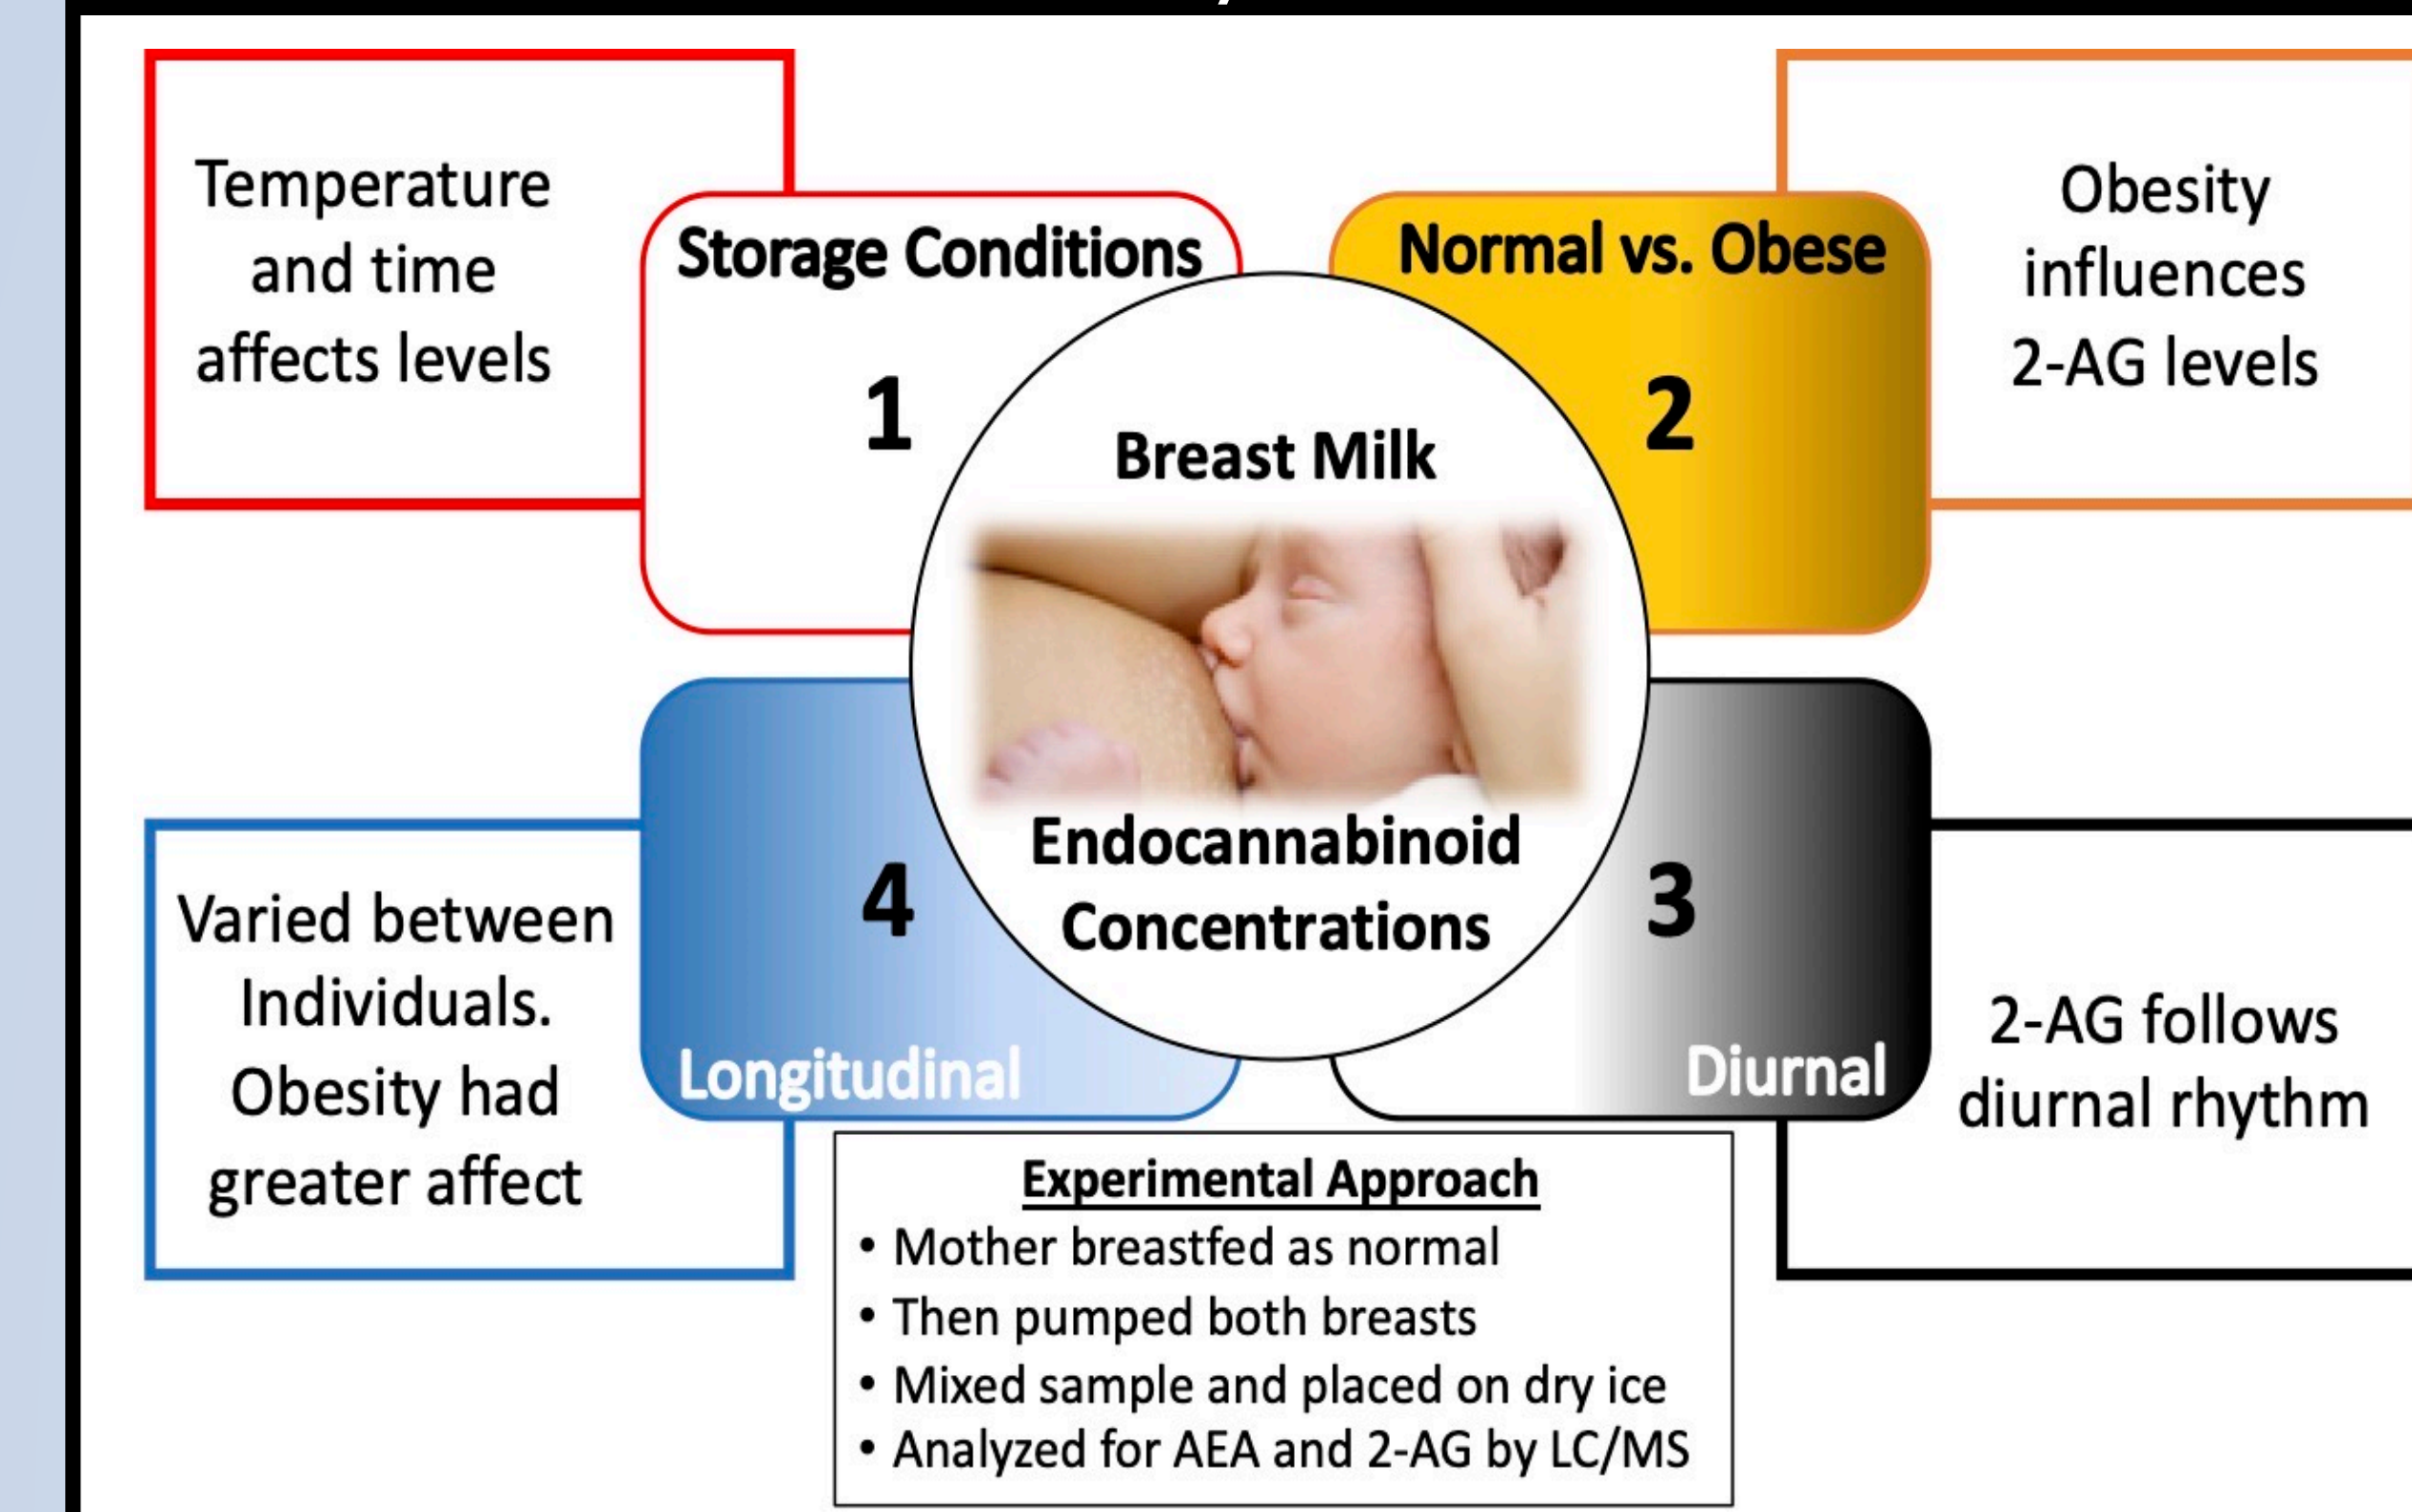 Temperature
and time
affects levels
Storage Conditions
1
Normal vs. Obese
2
Obesity
influences
2-AG levels
Breast Milk
Endocannabinoid
Concentrations
Varied between
Individuals.
Obesity had
greater affect
4
Longitudinal
3
Diurnal
2-AG follows
diurnal rhythm
Experimental Approach
• Mother breastfed as normal
• Then pumped both breasts
• Mixed sample and placed on dry ice
• Analyzed for AEA and 2-AG by LC/MS